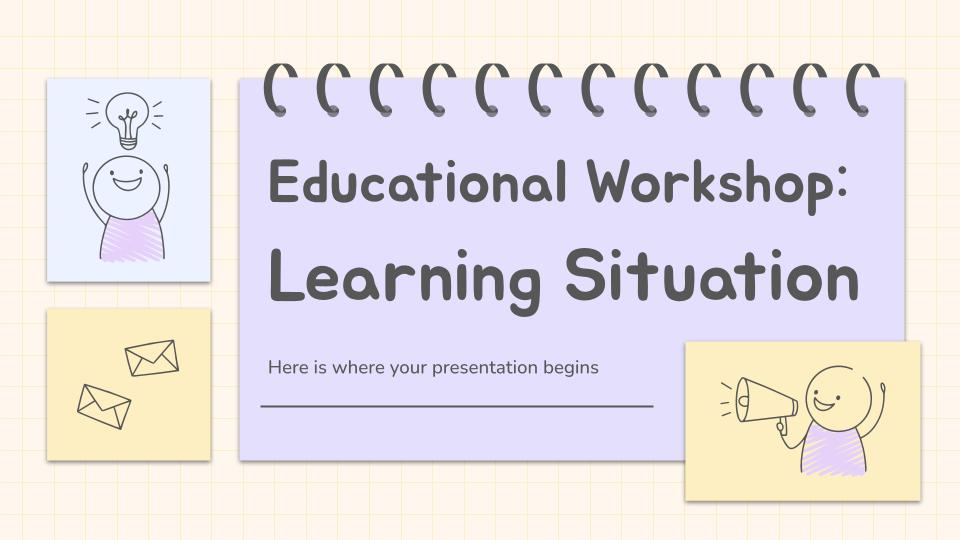 Educational Workshop:
Learning Situation
Here is where your presentation begins